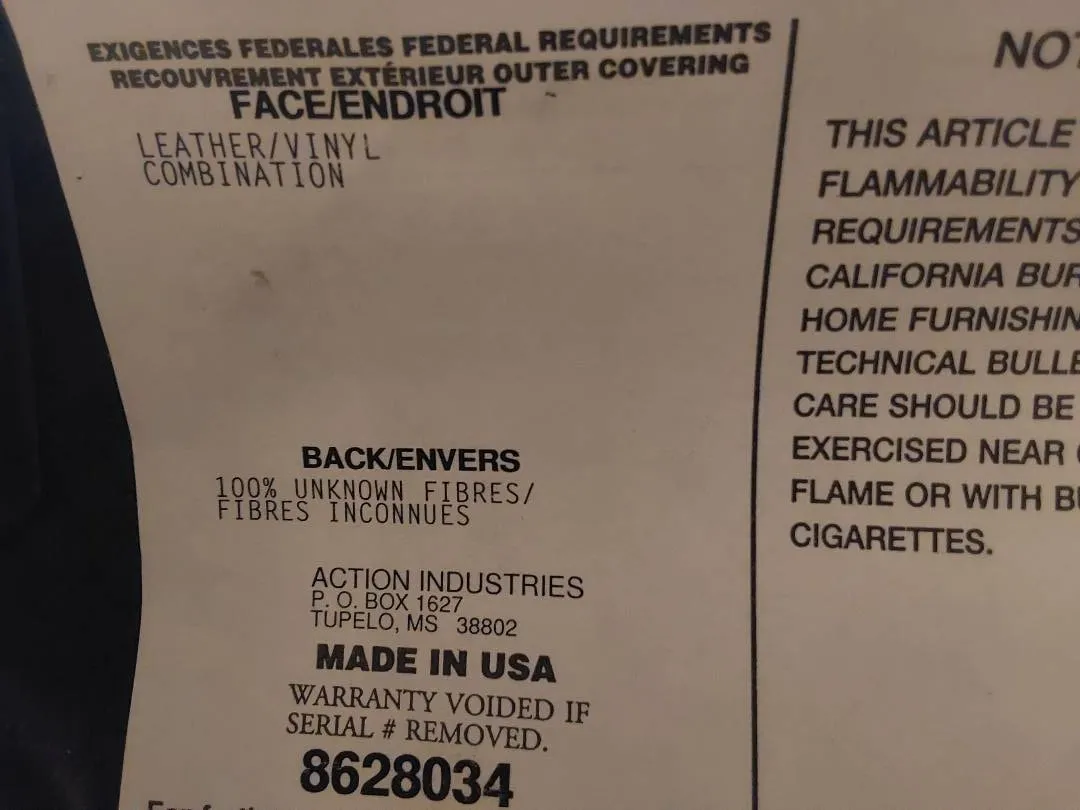 EXIGENCES FEDERALES FEDERAL REQUIREMENTS
RECOUVREMENT EXTÉRIEUR OUTER COVERING
FACE/ENDROIT
LEATHER/VINYL
COMBINATION
BACK/ENVERS
100% UNKNOWN FIBRES/
FIBRES INCONNUES
ACTION INDUSTRIES
P. O. BOX 1627
TUPELO, MS 38802
MADE IN USA
WARRANTY VOIDED IF
SERIAL # REMOVED.
8628034
THIS ARTICLE
FLAMMABILITY
REQUIREMENTS
CALIFORNIA
HOME
TECHNICAL
CARE SHOULD BE
EXERCISED NEAR
FLAME OR WITH
CIGARETTES.